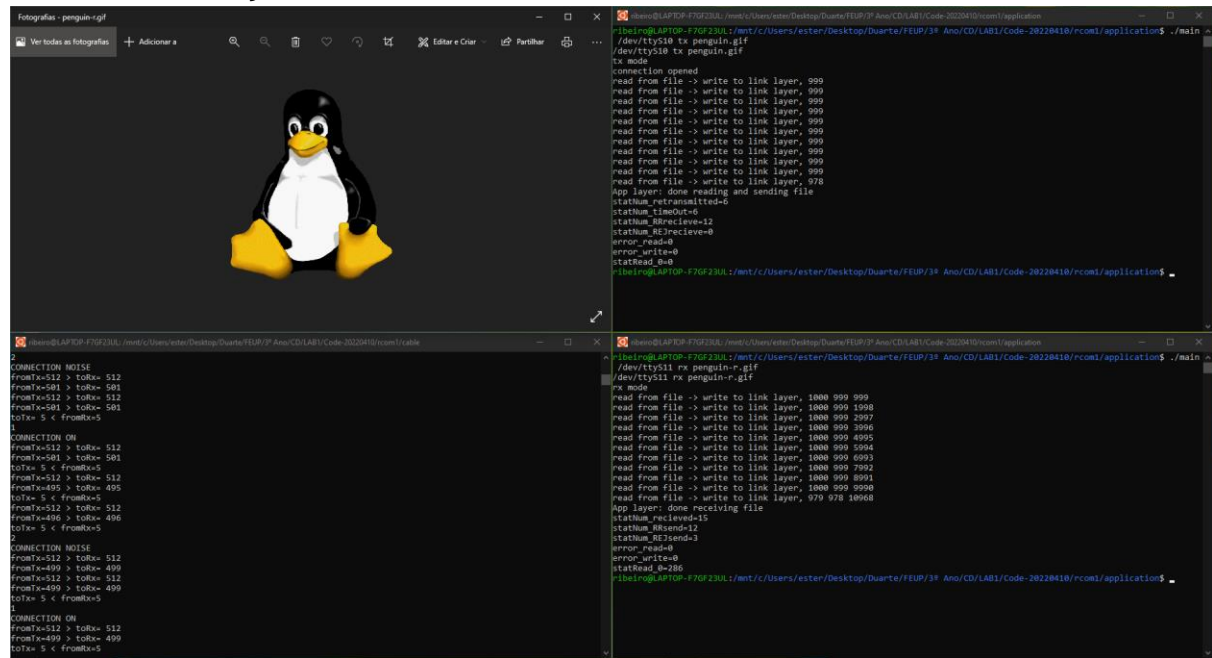 Fotografias - penguin-r.gif
Ver todas as fotografias
Adicionar a
Editar e Criar
Partilhar
ribeiro@LAPTOP-F7GF23UL: /mnt/c/Users/ester/Desktop/Duarte/FEUP/3º Ano/CD/LAB1/Code-20220410/rcom1/application
ribeiro@LAPTOP-F7GF23UL:/mnt/c/Users/ester/Desktop/Duarte/FEUP/3º Ano/CD/LAB1/Code-20220410/rcom1/application$ ./main
/dev/ttyS10 tx penguin.gif
/dev/ttyS10 tx penguin.gif
tx mode
connection opened
read from file -> write to link layer, 999
read from file -> write to link layer, 999
read from file -> write to link layer, 999
read from file -> write to link layer, 999
read from file -> write to link layer, 999
read from file -> write to link layer, 999
read from file -> write to link layer, 999
read from file -> write to link layer, 999
read from file -> write to link layer, 999
read from file -> write to link layer, 999
read from file -> write to link layer, 978
App layer: done reading and sending file
statNum_retransmitted=6
statNum_timeOut=6
statNum_RRrecieve=12
statNum_REJrecieve=0
error_read=0
error_write=0
statRead_0=0
ribeiro@LAPTOP-F7GF23UL:/mnt/c/Users/ester/Desktop/Duarte/FEUP/3º Ano/CD/LAB1/Code-20220410/rcom1/application$
ribeiro@LAPTOP-F7GF23UL: /mnt/c/Users/ester/Desktop/Duarte/FEUP/3º Ano/CD/LAB1/Code-20220410/rcom1/cable
2
CONNECTION NOISE
fromTx=512 > toRx= 512
fromTx=501 > toRx= 501
fromTx=512 > toRx= 512
fromTx=501 > toRx= 501
toTx= 5 < fromRx=5
1
CONNECTION ON
fromTx=512 > toRx= 512
fromTx=501 > toRx= 501
toTx= 5 < fromRx=5
fromTx=512 > toRx= 512
fromTx=495 > toRx= 495
toTx= 5 < fromRx=5
fromTx=512 > toRx= 512
fromTx=496 > toRx= 496
toTx= 5 < fromRx=5
2
CONNECTION NOISE
fromTx=512 > toRx= 512
fromTx=499 > toRx= 499
fromTx=512 > toRx= 512
fromTx=499 > toRx= 499
toTx= 5 < fromRx=5
1
CONNECTION ON
fromTx=512 > toRx= 512
fromTx=499 > toRx= 499
toTx= 5 < fromRx=5
ribeiro@LAPTOP-F7GF23UL: /mnt/c/Users/ester/Desktop/Duarte/FEUP/3º Ano/CD/LAB1/Code-20220410/rcom1/application
ribeiro@LAPTOP-F7GF23UL:/mnt/c/Users/ester/Desktop/Duarte/FEUP/3º Ano/CD/LAB1/Code-20220410/rcom1/application$ ./main
/dev/ttyS11 rx penguin-r.gif
/dev/ttyS11 rx penguin-r.gif
rx mode
read from file -> write to link layer, 1000 999 999
read from file -> write to link layer, 1000 999 1998
read from file -> write to link layer, 1000 999 2997
read from file -> write to link layer, 1000 999 3996
read from file -> write to link layer, 1000 999 4995
read from file -> write to link layer, 1000 999 5994
read from file -> write to link layer, 1000 999 6993
read from file -> write to link layer, 1000 999 7992
read from file -> write to link layer, 1000 999 8991
read from file -> write to link layer, 1000 999 9990
read from file -> write to link layer, 979 978 10968
App layer: done receiving file
statNum_recieved=15
statNum_RRsend=12
statNum_REJsend=3
error_read=0
error_write=0
statRead_0=286
ribeiro@LAPTOP-F7GF23UL:/mnt/c/Users/ester/Desktop/Duarte/FEUP/3º Ano/CD/LAB1/Code-20220410/rcom1/application$